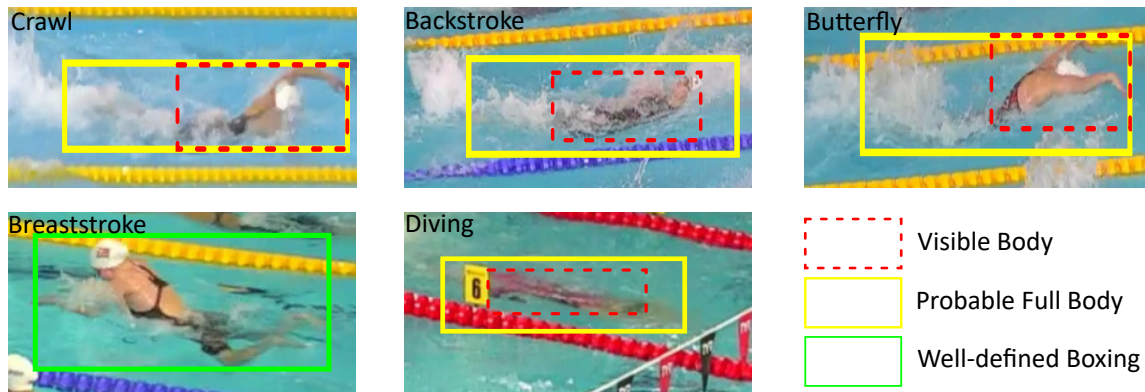 Crawl
Backstroke
Butterfly
Breaststroke
Diving
6
Visible Body
Probable Full Body
Well-defined Boxing